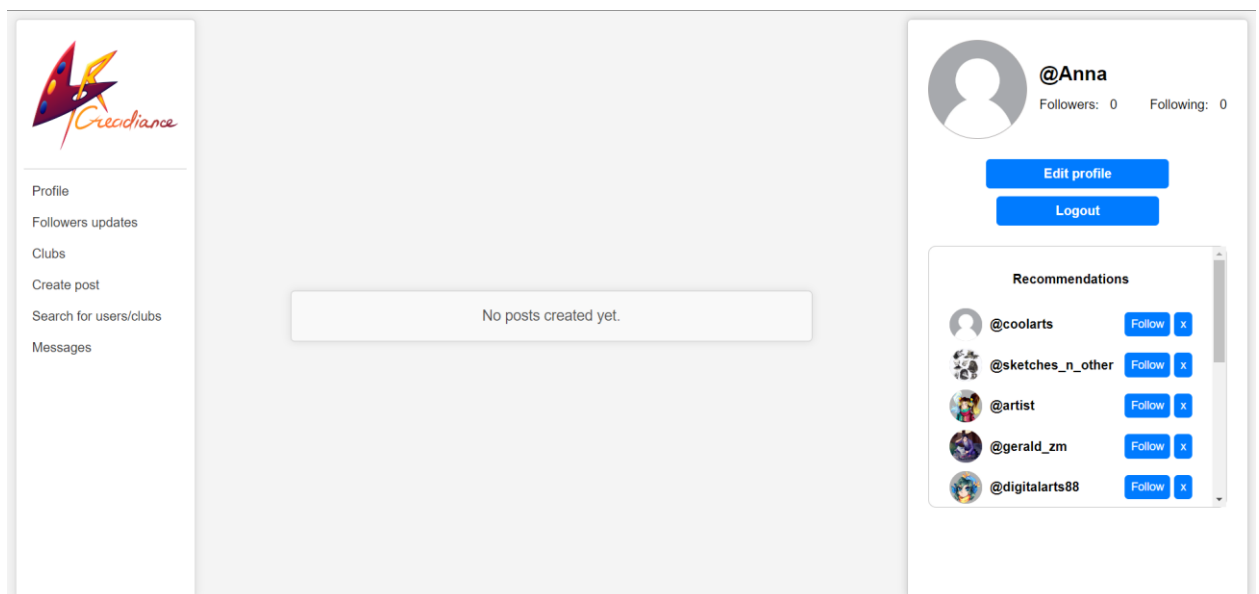 Creadiance
Profile
Followers updates
Clubs
Create post
Search for users/clubs
Messages
No posts created yet.
@Anna
Followers: 0 Following: 0
Edit profile
Logout
Recommendations
@coolarts Follow x
@sketches_n_other Follow x
@artist Follow x
@gerald_zm Follow x
@digitalarts88 Follow x